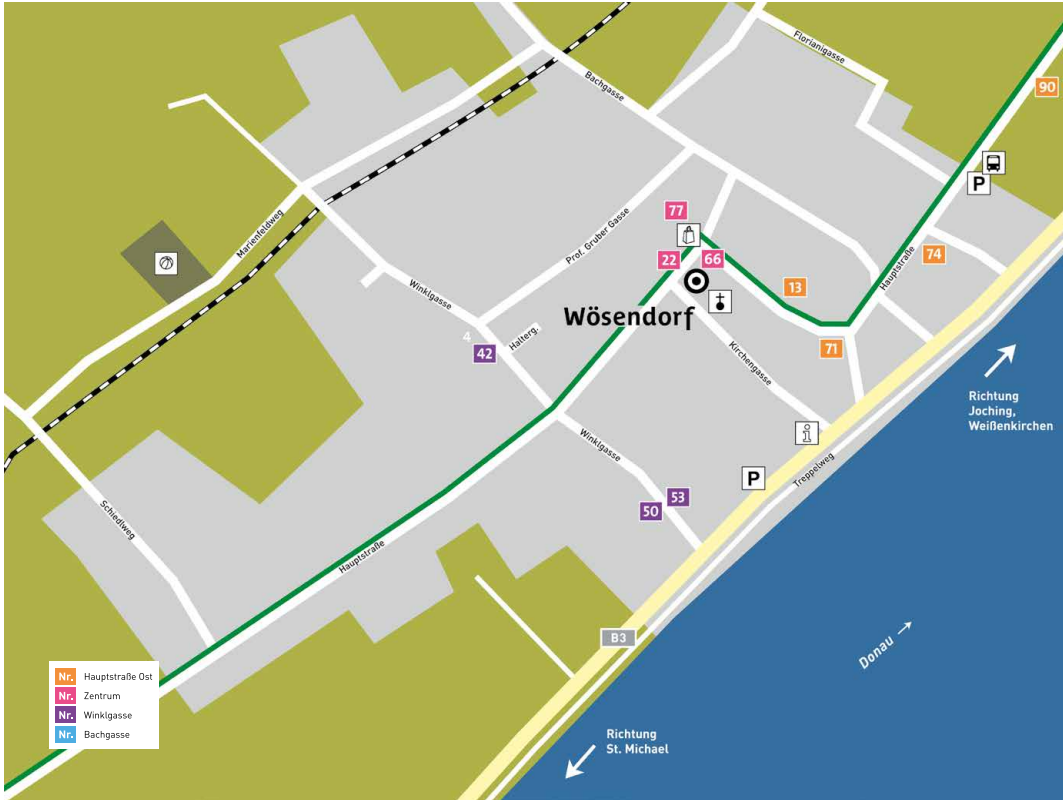 Florianigasse
Bachgasse
90
P
77
Prof. Gruber Gasse
Marienfeldweg
22
66
74
Hauptstraße
13
Winklgasse
Wösendorf
4
Halterg.
42
71
Kirchengasse
Richtung
Joching,
Weißenkirchen
i
Winklgasse
Treppelweg
P
53
50
Schiedlweg
Hauptstraße
B3
Donau →
Nr. Hauptstraße Ost
Nr. Zentrum
Nr. Winklgasse
Nr. Bachgasse
Richtung
St. Michael